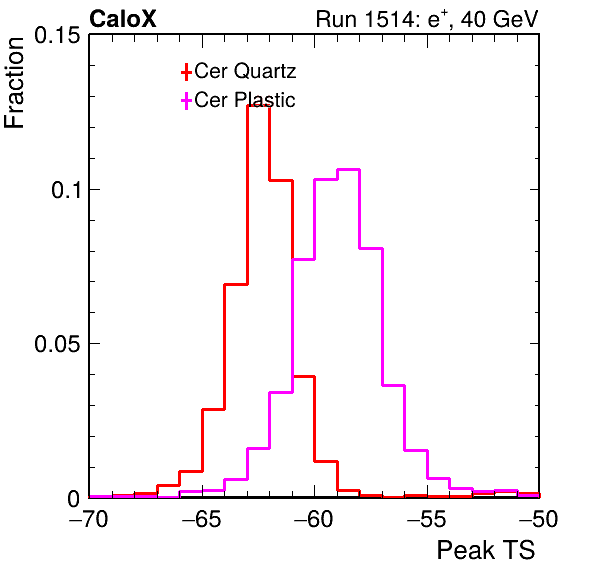 CaloX Run 1514: e⁺, 40 GeV
Cer Quartz
Cer Plastic
Fraction
0.15
0.1
0.05
0
−70 −65 −60 −55 −50
Peak TS